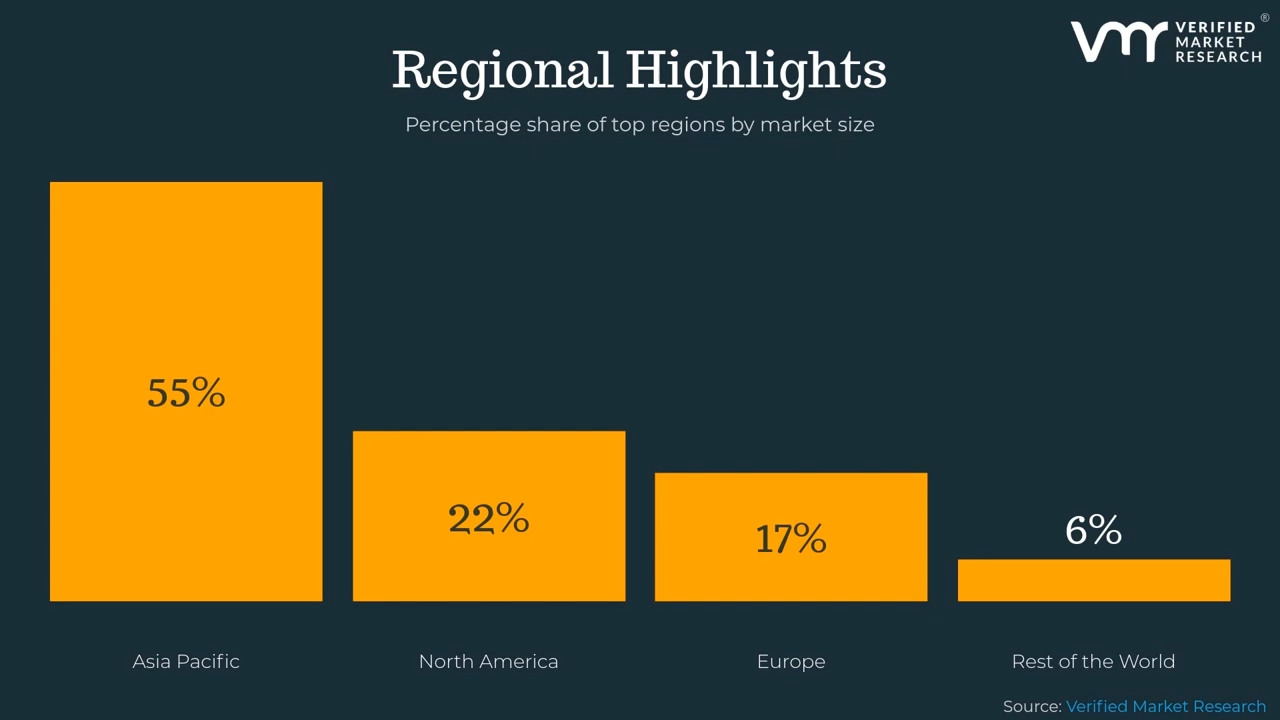 vmr VERIFIED
MARKET
RESEARCH
®
Regional Highlights
Percentage share of top regions by market size
55%
22%
17%
6%
Asia Pacific
North America
Europe
Rest of the World
Source: Verified Market Research